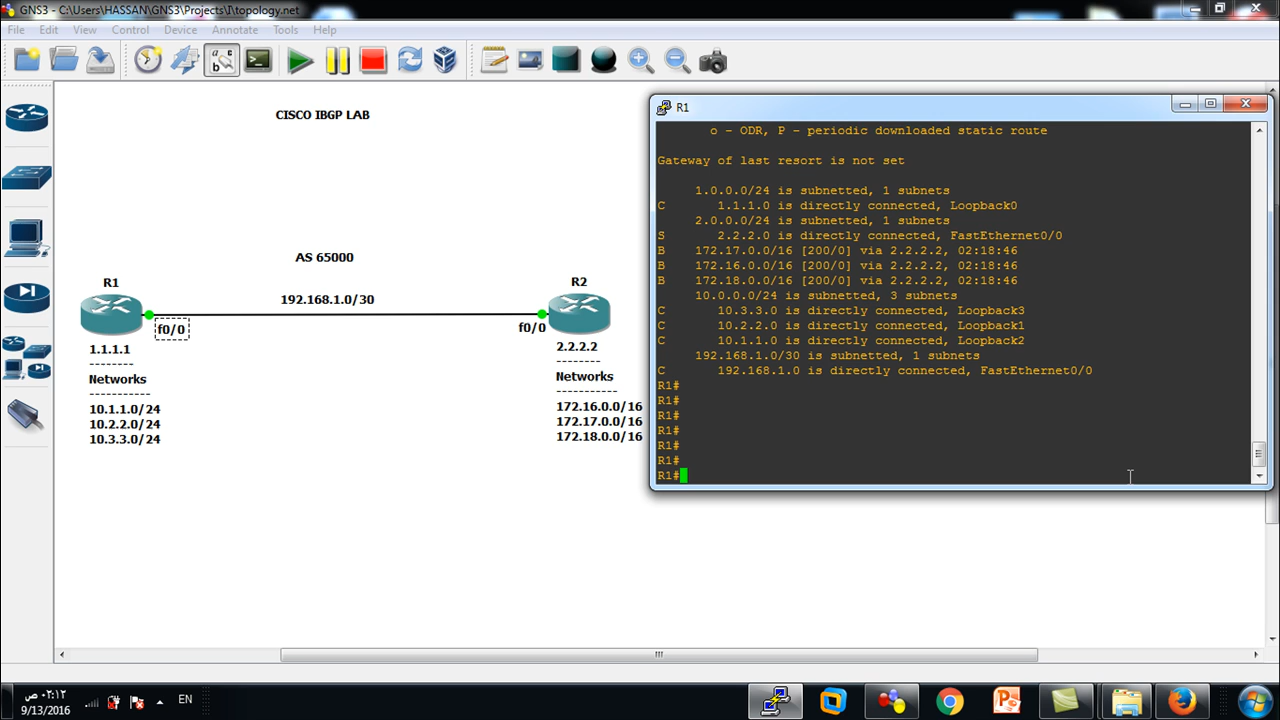 GNS3 - C:\Users\HASSAN\GNS3\Projects\I\topology.net
File Edit View Control Device Annotate Tools Help
CISCO IBGP LAB
AS 65000
R1
R2
192.168.1.0/30
f0/0
f0/0
1.1.1.1
--------
Networks
-----------
10.1.1.0/24
10.2.2.0/24
10.3.3.0/24
2.2.2.2
--------
Networks
-----------
172.16.0.0/16
172.17.0.0/16
172.18.0.0/16
R1
o - ODR, P - periodic downloaded static route
Gateway of last resort is not set
1.0.0.0/24 is subnetted, 1 subnets
C 1.1.1.0 is directly connected, Loopback0
2.0.0.0/24 is subnetted, 1 subnets
S 2.2.2.0 is directly connected, FastEthernet0/0
B 172.17.0.0/16 [200/0] via 2.2.2.2, 02:18:46
B 172.16.0.0/16 [200/0] via 2.2.2.2, 02:18:46
B 172.18.0.0/16 [200/0] via 2.2.2.2, 02:18:46
10.0.0.0/24 is subnetted, 3 subnets
C 10.3.3.0 is directly connected, Loopback3
C 10.2.2.0 is directly connected, Loopback1
C 10.1.1.0 is directly connected, Loopback2
192.168.1.0/30 is subnetted, 1 subnets
C 192.168.1.0 is directly connected, FastEthernet0/0
R1#
R1#
R1#
R1#
R1#
R1#
R1#
٠٢:١٢ ص
9/13/2016
EN